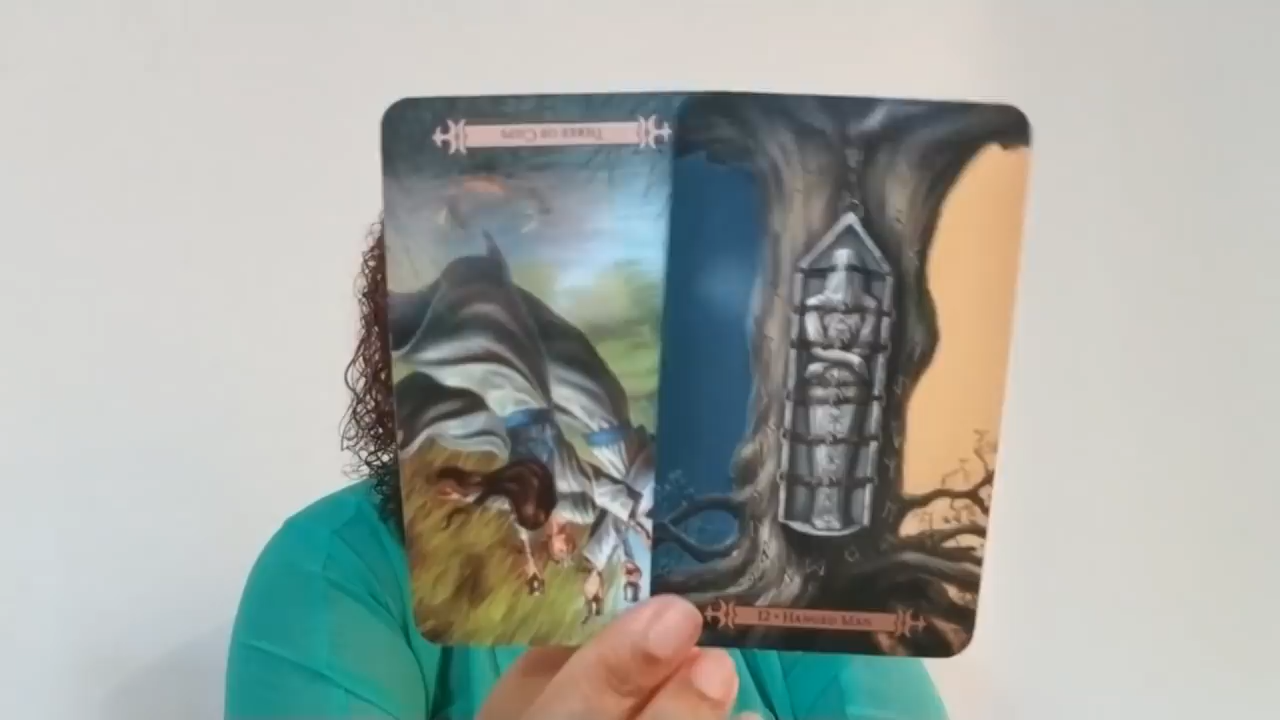 Three of Cups
12 • Hanged Man